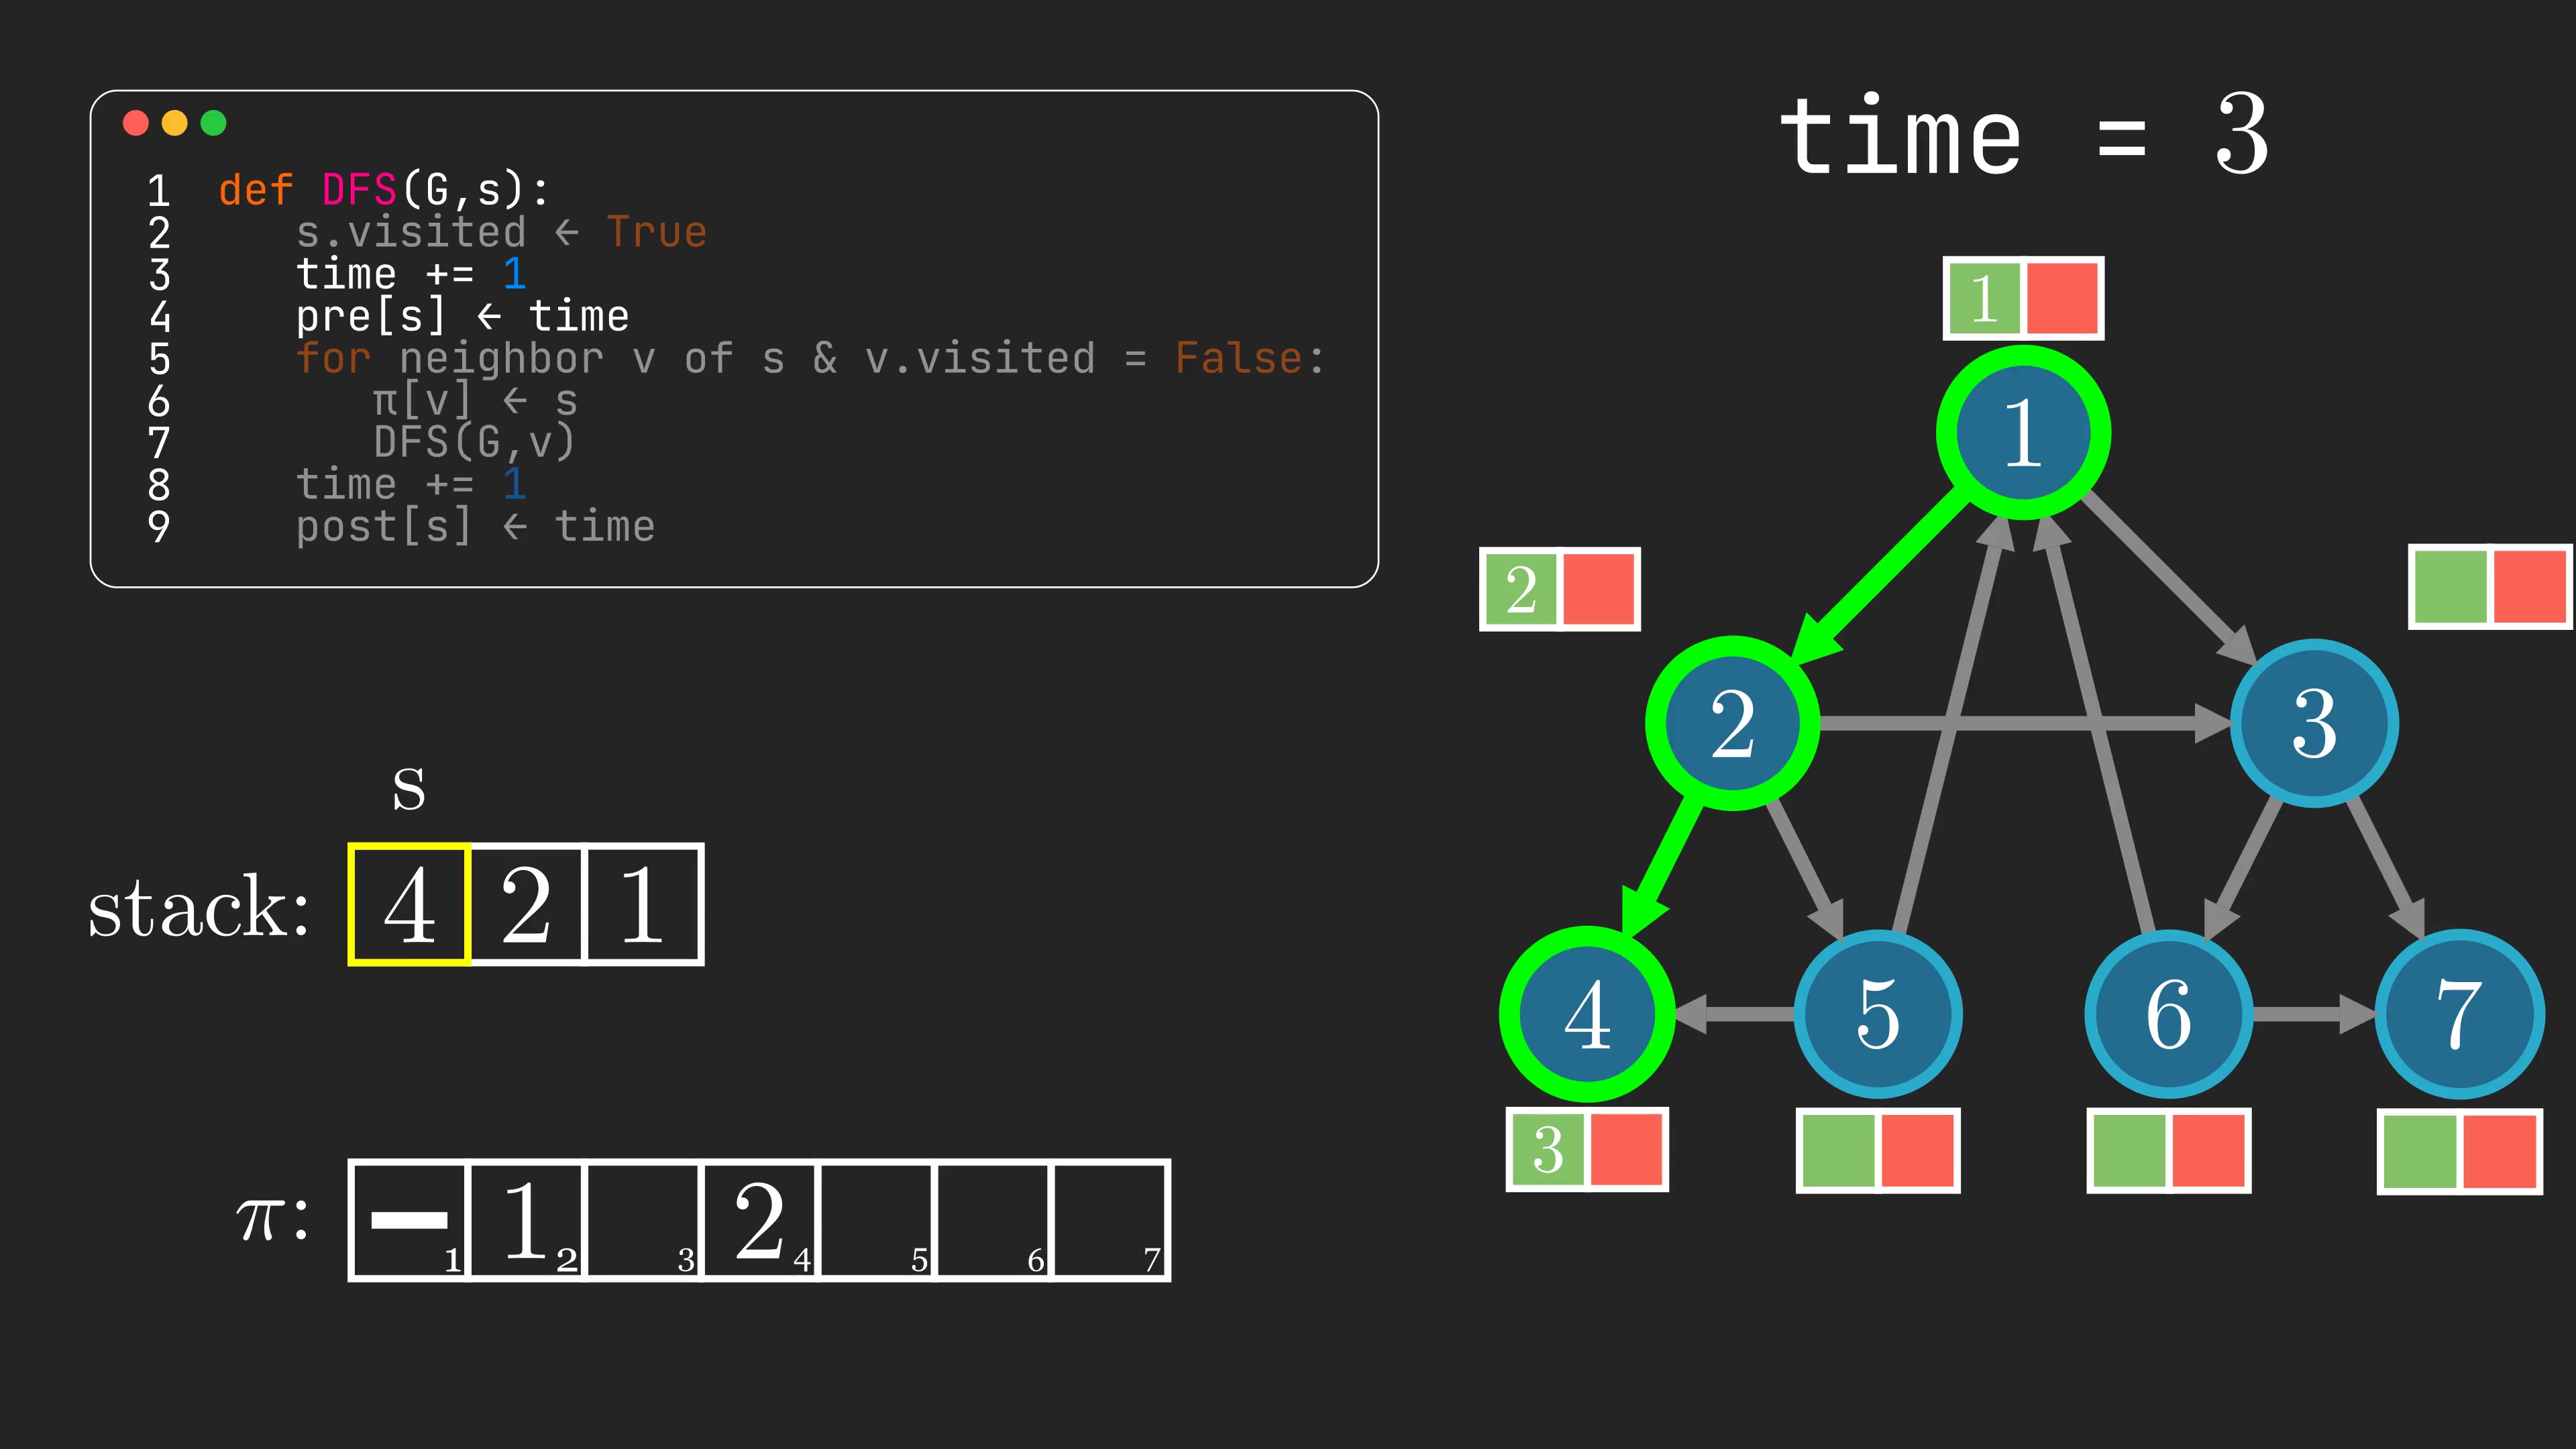 time = 3
1 def DFS(G,s):
2 s.visited ← True
3 time += 1
4 pre[s] ← time
5 for neighbor v of s & v.visited = False:
6 π[v] ← s
7 DFS(G,v)
8 time += 1
9 post[s] ← time
1
1
2
2
3
4
5
6
7
3
s
stack: 4 2 1
π: – 1 2
1 2 3 4 5 6 7